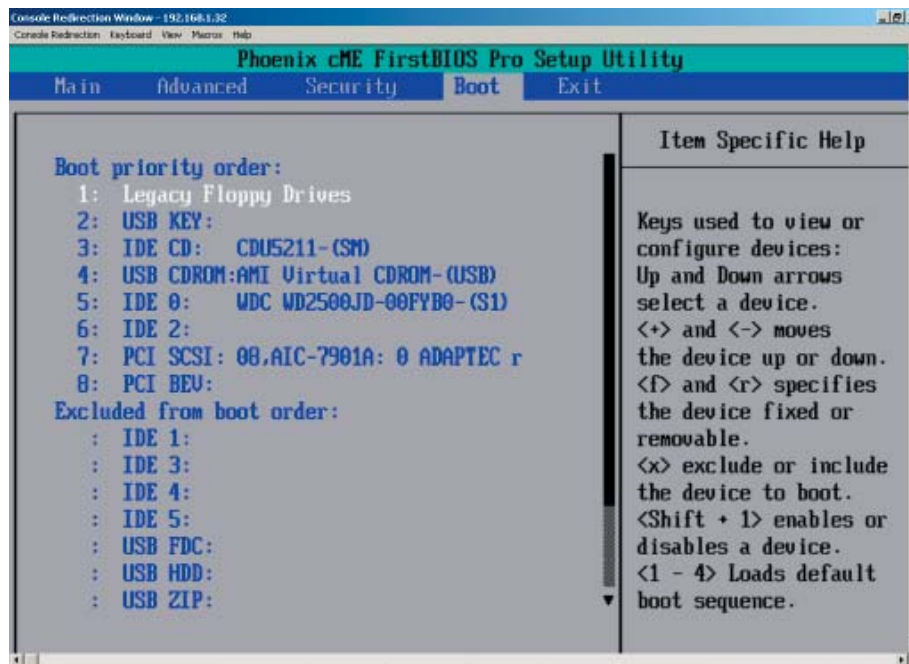 Console Redirection Window - 192.168.1.32
Console Redirection Keyboard View Macros Help
Phoenix cME FirstBIOS Pro Setup Utility
Main Advanced Security Boot Exit
Boot priority order:
1: Legacy Floppy Drives
2: USB KEY:
3: IDE CD: CDU5211-(SM)
4: USB CDROM:AMI Virtual CDROM-(USB)
5: IDE 0: WDC WD2500JD-00FYB0-(S1)
6: IDE 2:
7: PCI SCSI: 08,AIC-7901A: 0 ADAPTEC r
8: PCI BEV:
Excluded from boot order:
: IDE 1:
: IDE 3:
: IDE 4:
: IDE 5:
: USB FDC:
: USB HDD:
: USB ZIP:
Item Specific Help
Keys used to view or
configure devices:
Up and Down arrows
select a device.
<+> and <-> moves
the device up or down.
<f> and <r> specifies
the device fixed or
removable.
<x> exclude or include
the device to boot.
<Shift + 1> enables or
disables a device.
<1 - 4> Loads default
boot sequence.